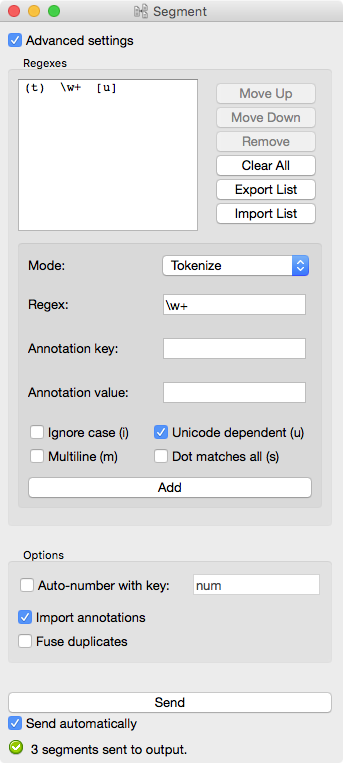 Segment
Advanced settings
Regexes
(t) \w+ [u]
Move Up
Move Down
Remove
Clear All
Export List
Import List
Mode: Tokenize
Regex: \w+
Annotation key:
Annotation value:
Ignore case (i) Unicode dependent (u)
Multiline (m) Dot matches all (s)
Add
Options
Auto-number with key: num
Import annotations
Fuse duplicates
Send
Send automatically
3 segments sent to output.